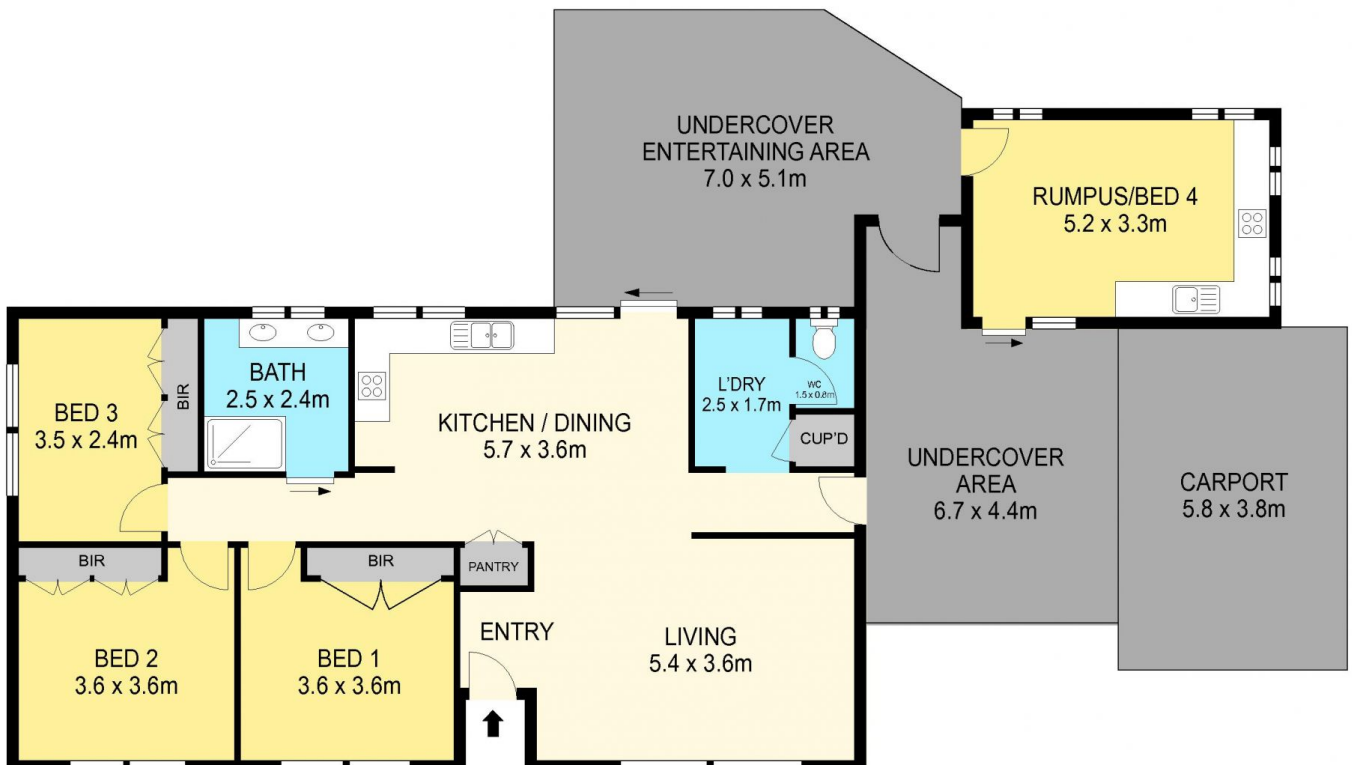 UNDERCOVER
ENTERTAINING AREA
7.0 x 5.1m
RUMPUS/BED 4
5.2 x 3.3m
BED 3
3.5 x 2.4m
BIR
BATH
2.5 x 2.4m
KITCHEN / DINING
5.7 x 3.6m
L'DRY
2.5 x 1.7m
WC
1.5 x 0.8m
CUP'D
UNDERCOVER
AREA
6.7 x 4.4m
CARPORT
5.8 x 3.8m
BIR
BED 2
3.6 x 3.6m
BIR
BED 1
3.6 x 3.6m
PANTRY
ENTRY
LIVING
5.4 x 3.6m